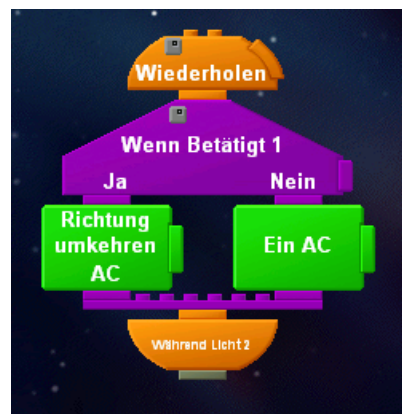 Wiederholen
Wenn Betätigt 1
Ja Nein
Richtung
umkehren
AC
Ein AC
Während Licht 2